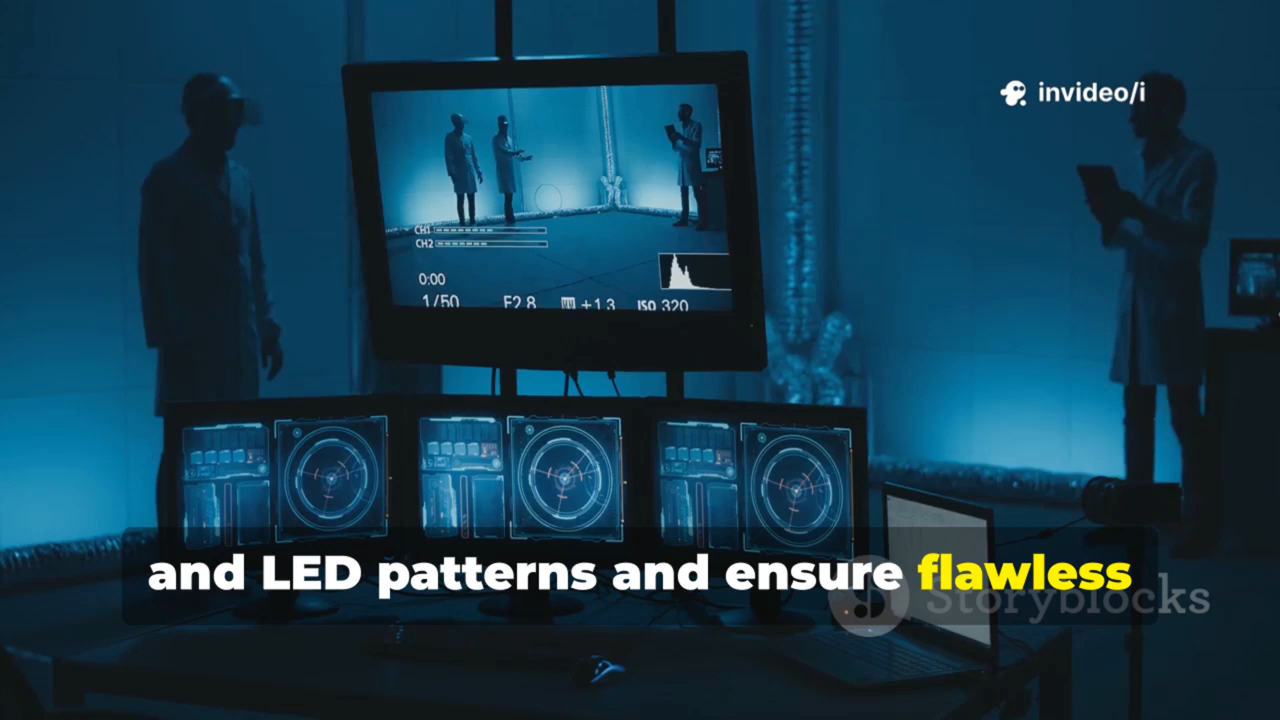 invideo/i
CH1
CH2
0:00
1/50 F2.8 +1.3 ISO 320
and LED patterns and ensure flawless
Storyblocks